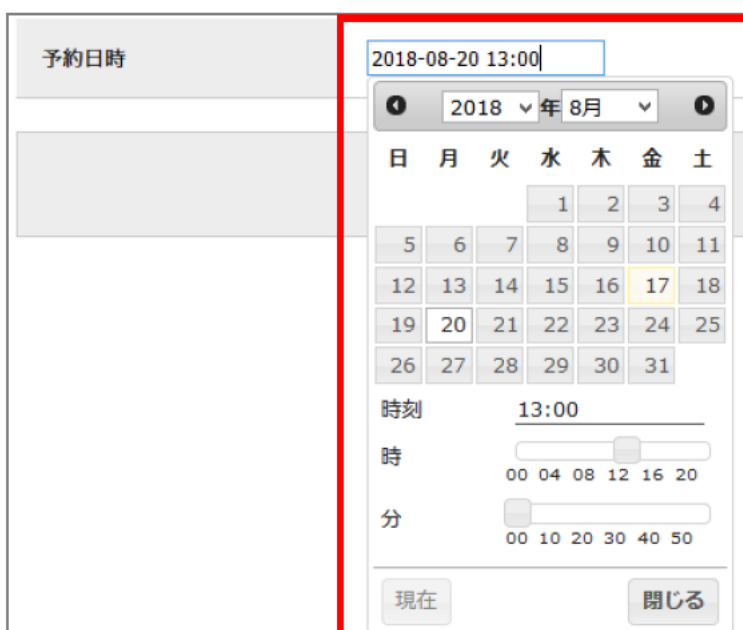 予約日時
2018-08-20 13:00
2018 年 8月
日 月 火 水 木 金 土
1 2 3 4
5 6 7 8 9 10 11
12 13 14 15 16 17 18
19 20 21 22 23 24 25
26 27 28 29 30 31
時刻 13:00
時
00 04 08 12 16 20
分
00 10 20 30 40 50
現在 閉じる